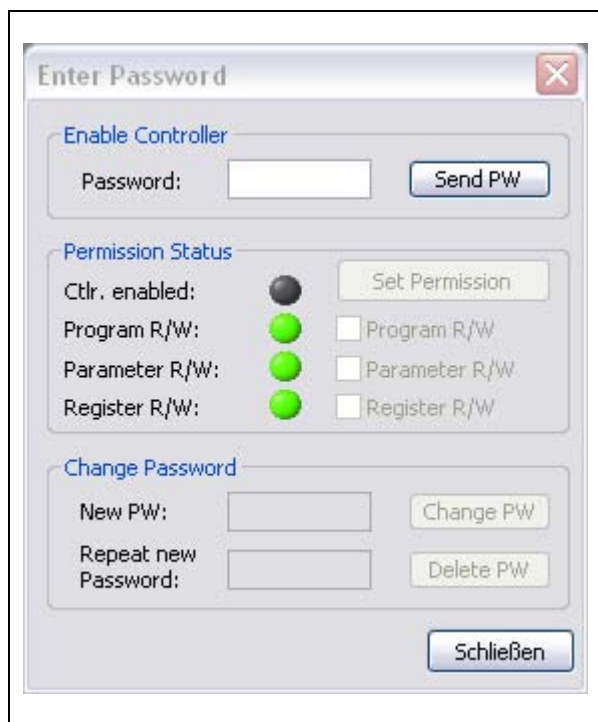 Enter Password
Enable Controller
Password: Send PW
Permission Status
Ctlr. enabled: Set Permission
Program R/W: Program R/W
Parameter R/W: Parameter R/W
Register R/W: Register R/W
Change Password
New PW: Change PW
Repeat new
Password: Delete PW
Schließen